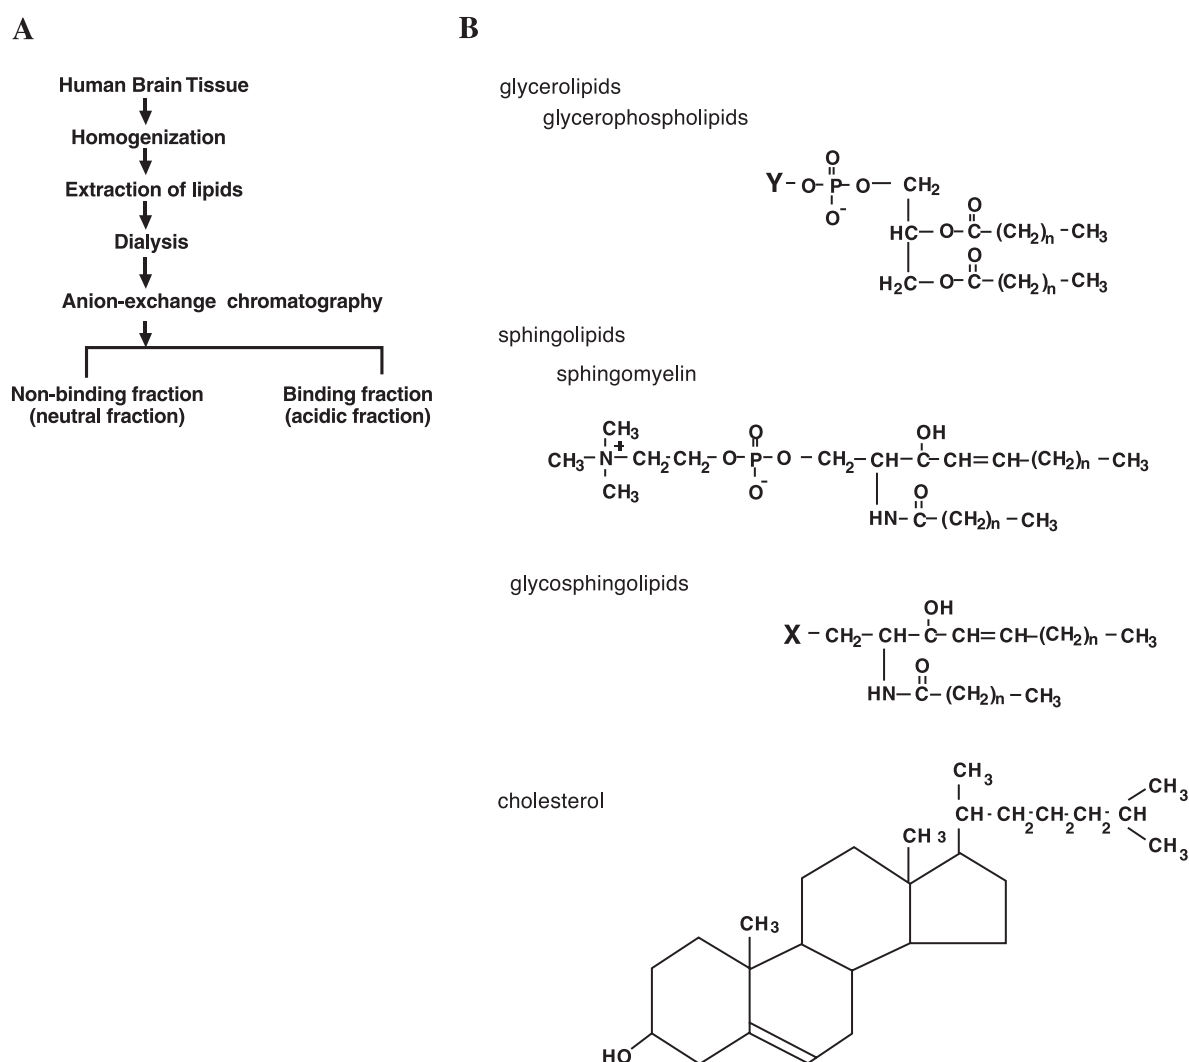 A
Human Brain Tissue
Homogenization
Extraction of lipids
Dialysis
Anion-exchange chromatography
Non-binding fraction
(neutral fraction)
Binding fraction
(acidic fraction)
B
glycerolipids
glycerophospholipids
O
Y-O-P-O-CH2
O-
O
HC-O-C-(CH2)n-CH3
O
H2C-O-C-(CH2)n-CH3
sphingolipids
sphingomyelin
CH3 O OH
CH3-N+-CH2-CH2-O-P-O-CH2-CH-C-CH=CH-(CH2)n-CH3
CH3 O- O
HN-C-(CH2)n-CH3
glycosphingolipids
OH
X-CH2-CH-C-CH=CH-(CH2)n-CH3
O
HN-C-(CH2)n-CH3
cholesterol
CH3
CH3
CH-CH2-CH2-CH2-CH
CH3
CH3
CH3
HO